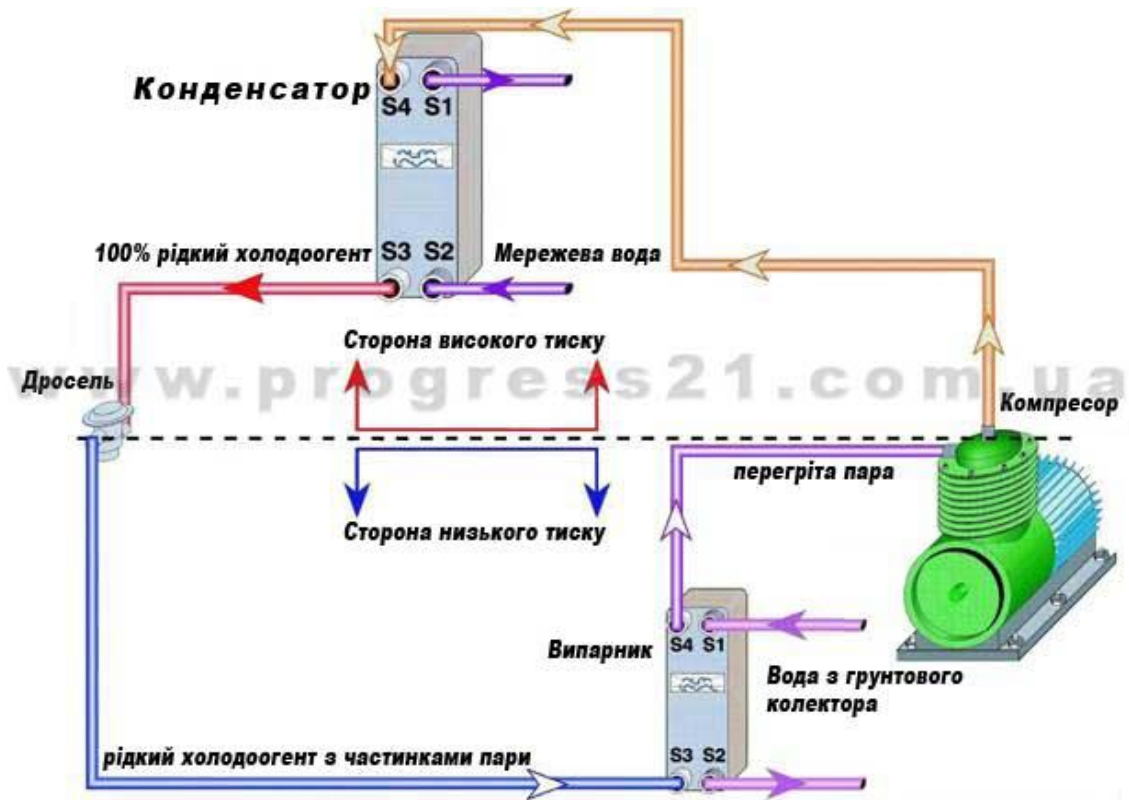 Конденсатор
S4 S1
100% рідкий холодоогент
S3 S2
Мережева вода
Сторона високого тиску
www.progress21.com.ua
Дросель
Компресор
перегріта пара
Сторона низького тиску
Випарник
S4 S1
Вода з грунтового
колектора
рідкий холодоогент з частинками пари
S3 S2